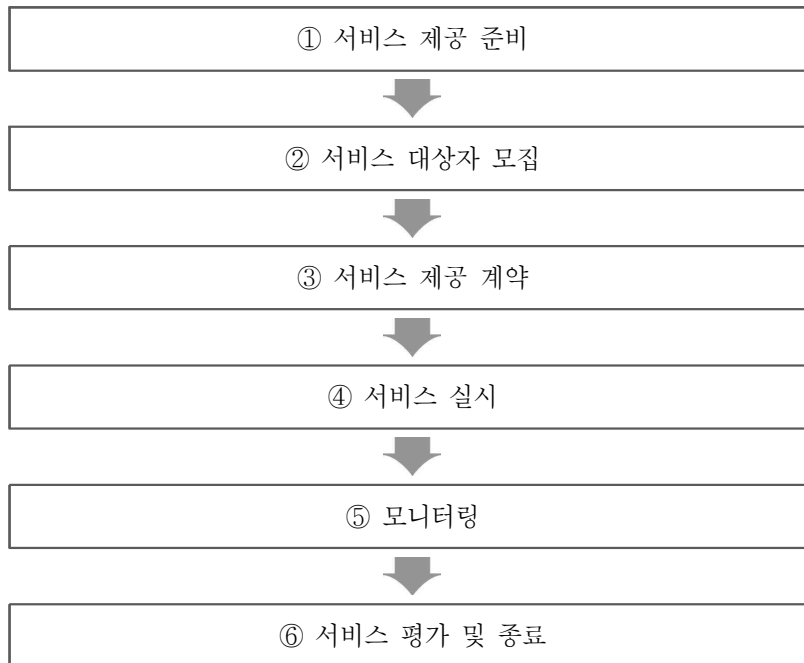 ① 서비스 제공 준비
② 서비스 대상자 모집
③ 서비스 제공 계약
④ 서비스 실시
⑤ 모니터링
⑥ 서비스 평가 및 종료